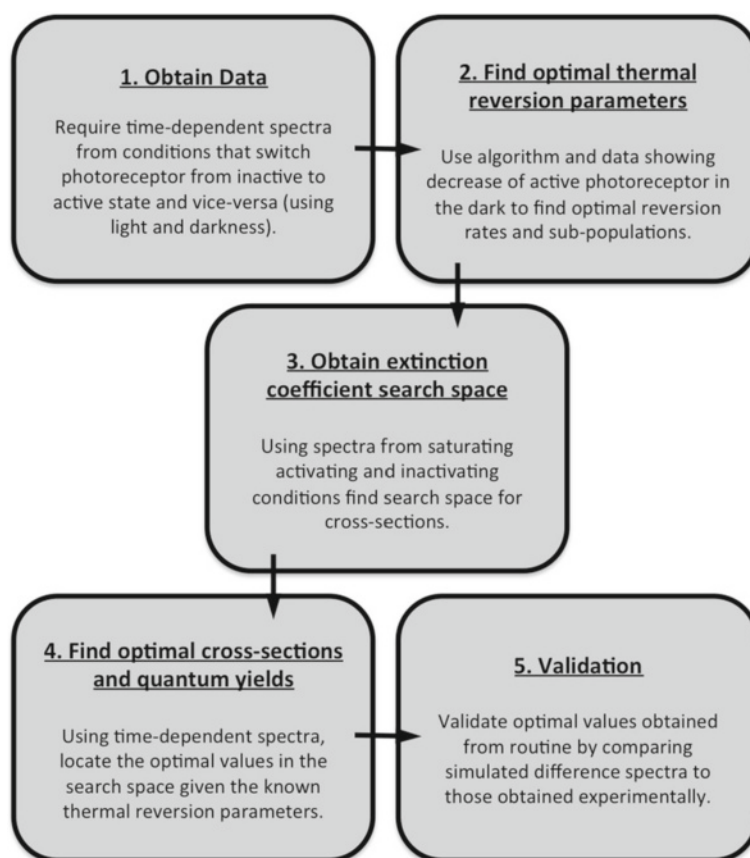 1. Obtain Data
Require time-dependent spectra
from conditions that switch
photoreceptor from inactive to
active state and vice-versa (using
light and darkness).
2. Find optimal thermal
reversion parameters
Use algorithm and data showing
decrease of active photoreceptor in
the dark to find optimal reversion
rates and sub-populations.
3. Obtain extinction
coefficient search space
Using spectra from saturating
activating and inactivating
conditions find search space for
cross-sections.
4. Find optimal cross-sections
and quantum yields
Using time-dependent spectra,
locate the optimal values in the
search space given the known
thermal reversion parameters.
5. Validation
Validate optimal values obtained
from routine by comparing
simulated difference spectra to
those obtained experimentally.